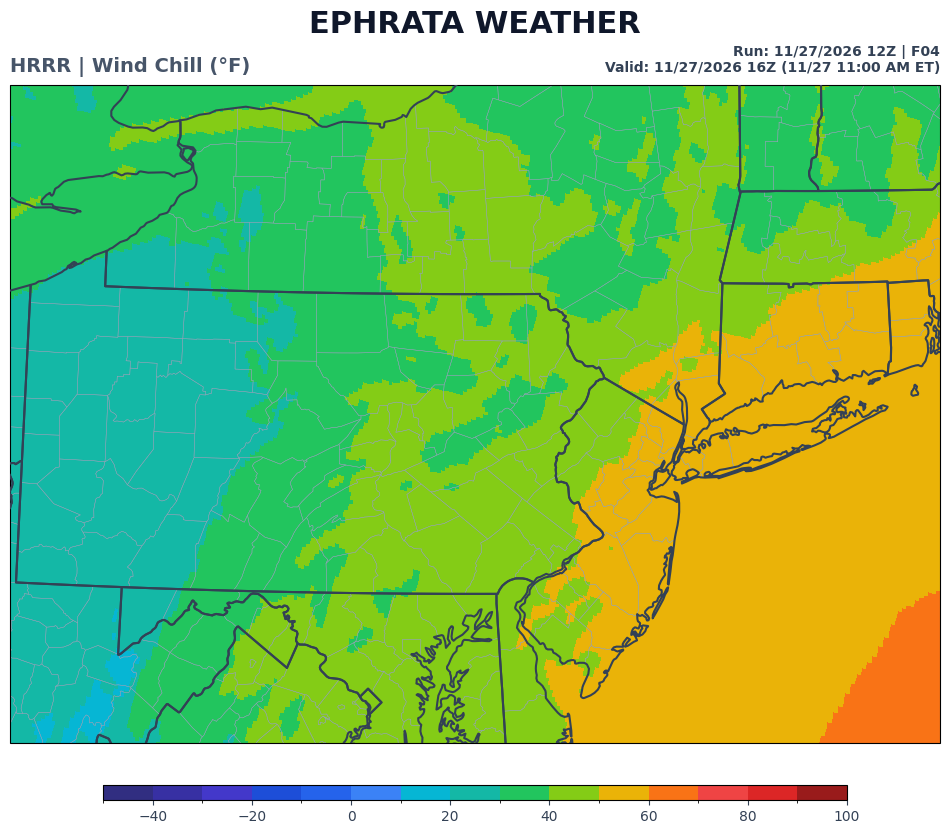 EPHRATA WEATHER
HRRR | Wind Chill (°F)
Run: 11/27/2026 12Z | F04
Valid: 11/27/2026 16Z (11/27 11:00 AM ET)
−40 −20 0 20 40 60 80 100